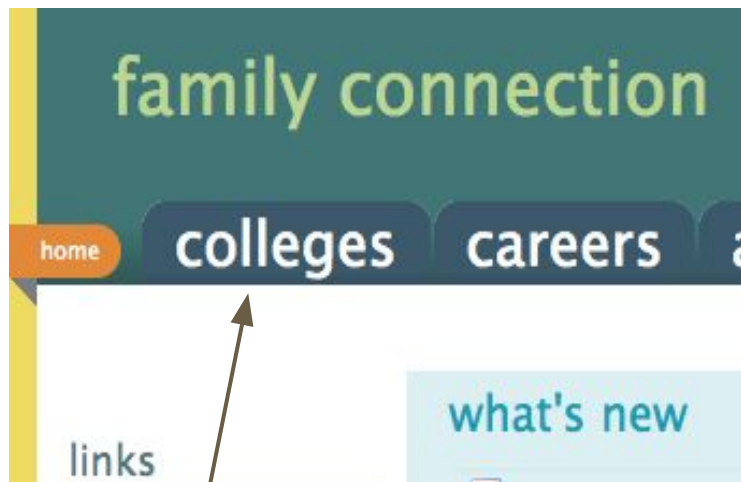 family connection
home colleges careers a
what's new
links